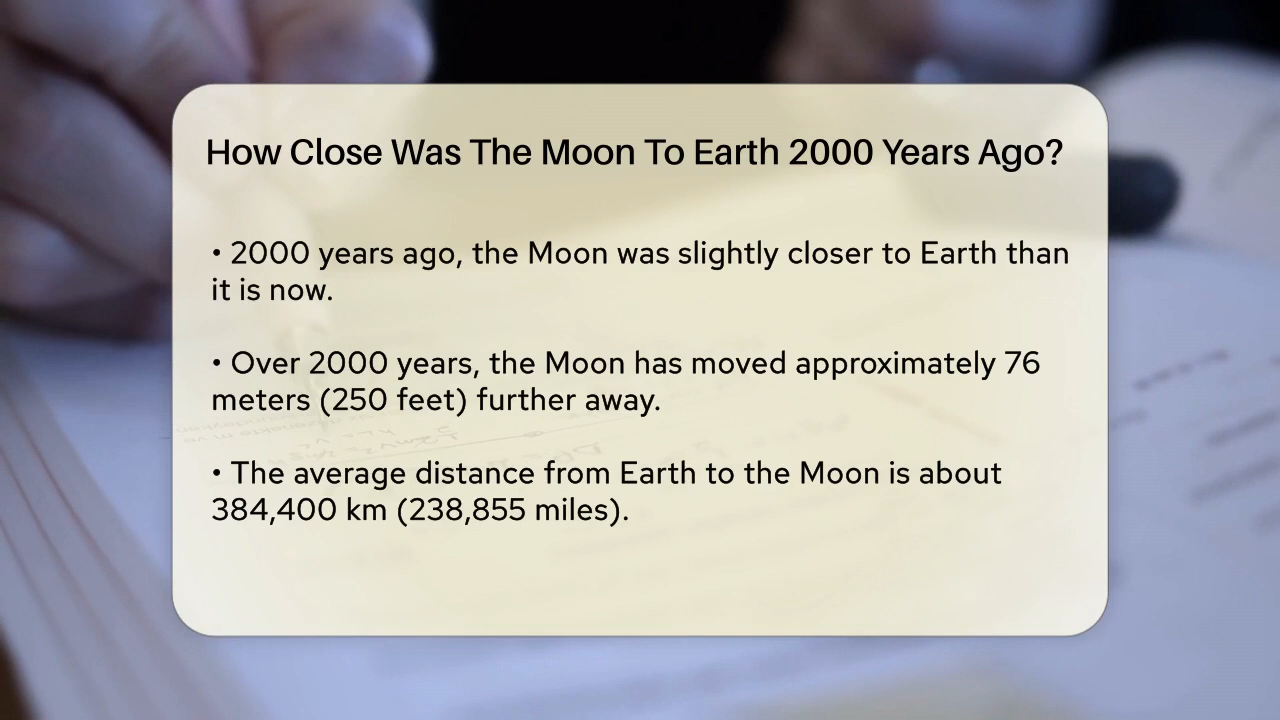 How Close Was The Moon To Earth 2000 Years Ago?
• 2000 years ago, the Moon was slightly closer to Earth than
it is now.
• Over 2000 years, the Moon has moved approximately 76
meters (250 feet) further away.
• The average distance from Earth to the Moon is about
384,400 km (238,855 miles).